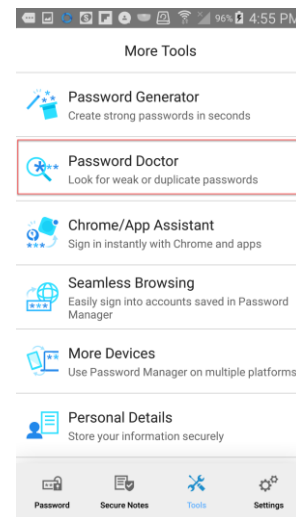 96% 4:55 PM
More Tools
Password Generator
Create strong passwords in seconds
Password Doctor
Look for weak or duplicate passwords
Chrome/App Assistant
Sign in instantly with Chrome and apps
Seamless Browsing
Easily sign into accounts saved in Password
Manager
More Devices
Use Password Manager on multiple platforms
Personal Details
Store your information securely
Password Secure Notes Tools Settings